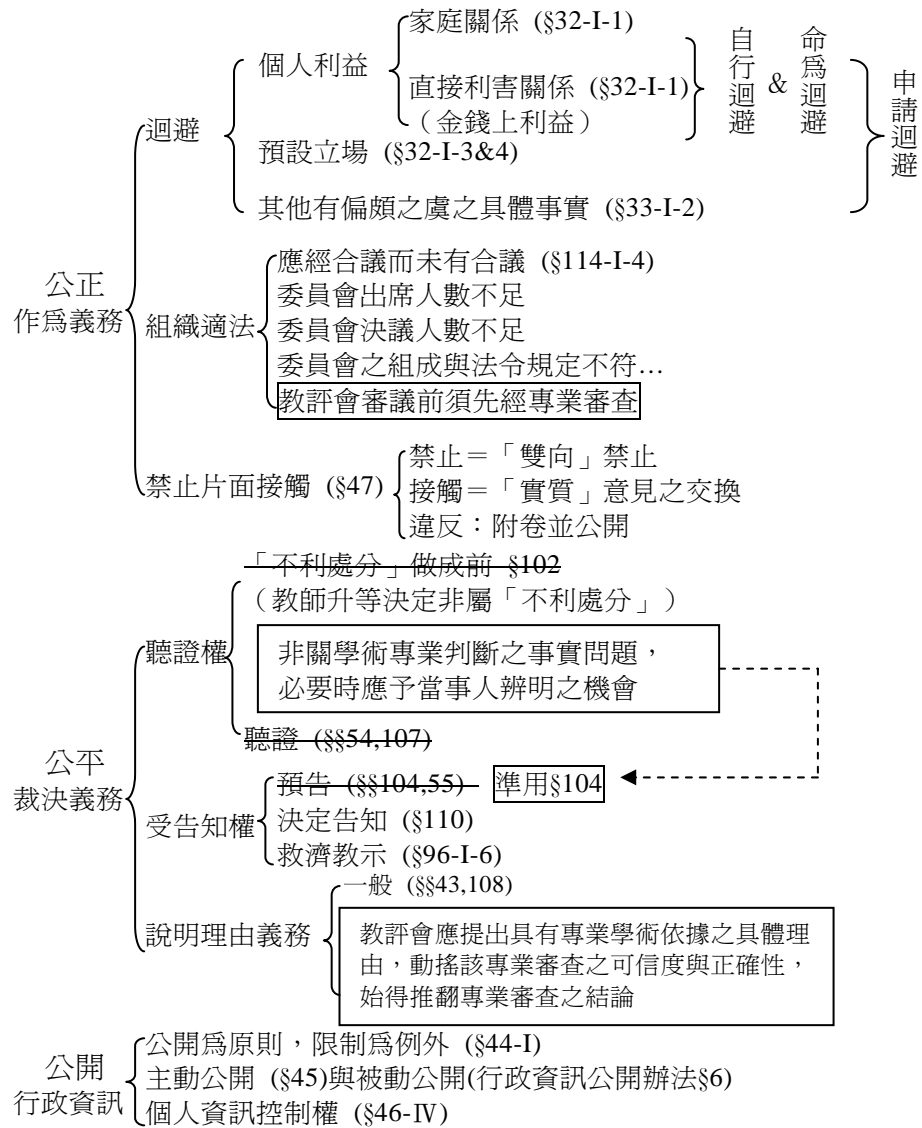 公正
作為義務
迴避
個人利益
家庭關係 (§32-I-1)
直接利害關係 (§32-I-1)
（金錢上利益）
自行迴避
&
命為迴避
申請迴避
預設立場 (§32-I-3&4)
其他有偏頗之虞之具體事實 (§33-I-2)
組織適法
應經合議而未有合議 (§114-I-4)
委員會出席人數不足
委員會決議人數不足
委員會之組成與法令規定不符…
教評會審議前須先經專業審查
禁止片面接觸 (§47)
禁止＝「雙向」禁止
接觸＝「實質」意見之交換
違反：附卷並公開
公平
裁決義務
聽證權
「不利處分」做成前 §102
（教師升等決定非屬「不利處分」）
非關學術專業判斷之事實問題，
必要時應予當事人辨明之機會
聽證 (§§54,107)
受告知權
預告 (§§104,55)
準用§104
決定告知 (§110)
救濟教示 (§96-I-6)
說明理由義務
一般 (§§43,108)
教評會應提出具有專業學術依據之具體理
由，動搖該專業審查之可信度與正確性，
始得推翻專業審查之結論
公開
行政資訊
公開為原則，限制為例外 (§44-I)
主動公開 (§45)與被動公開(行政資訊公開辦法§6)
個人資訊控制權 (§46-IV)